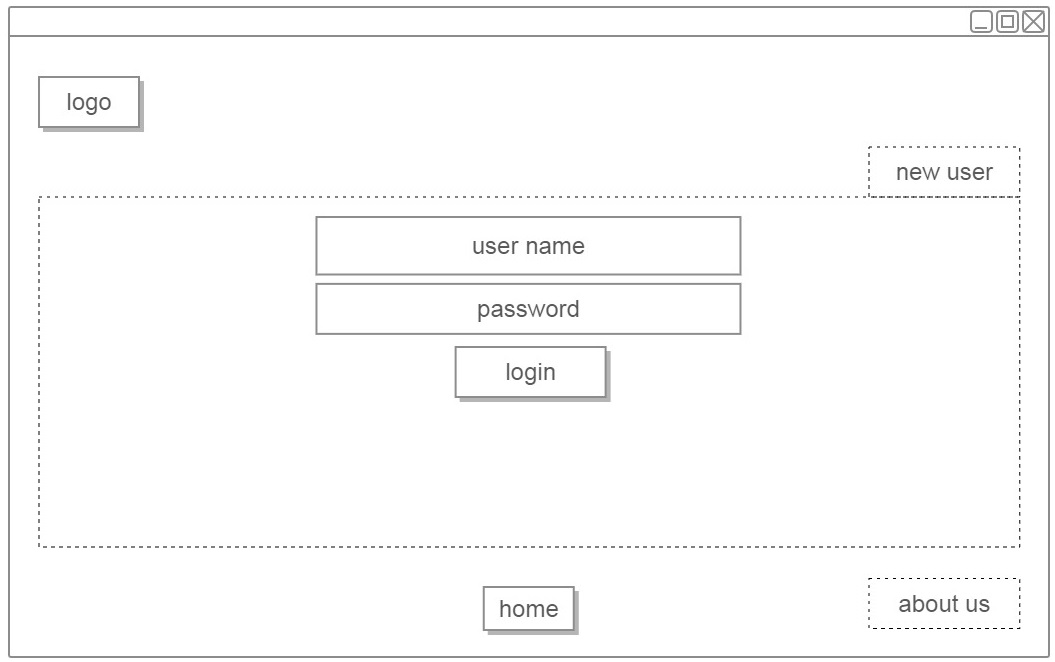 logo
new user
user name
password
login
home
about us